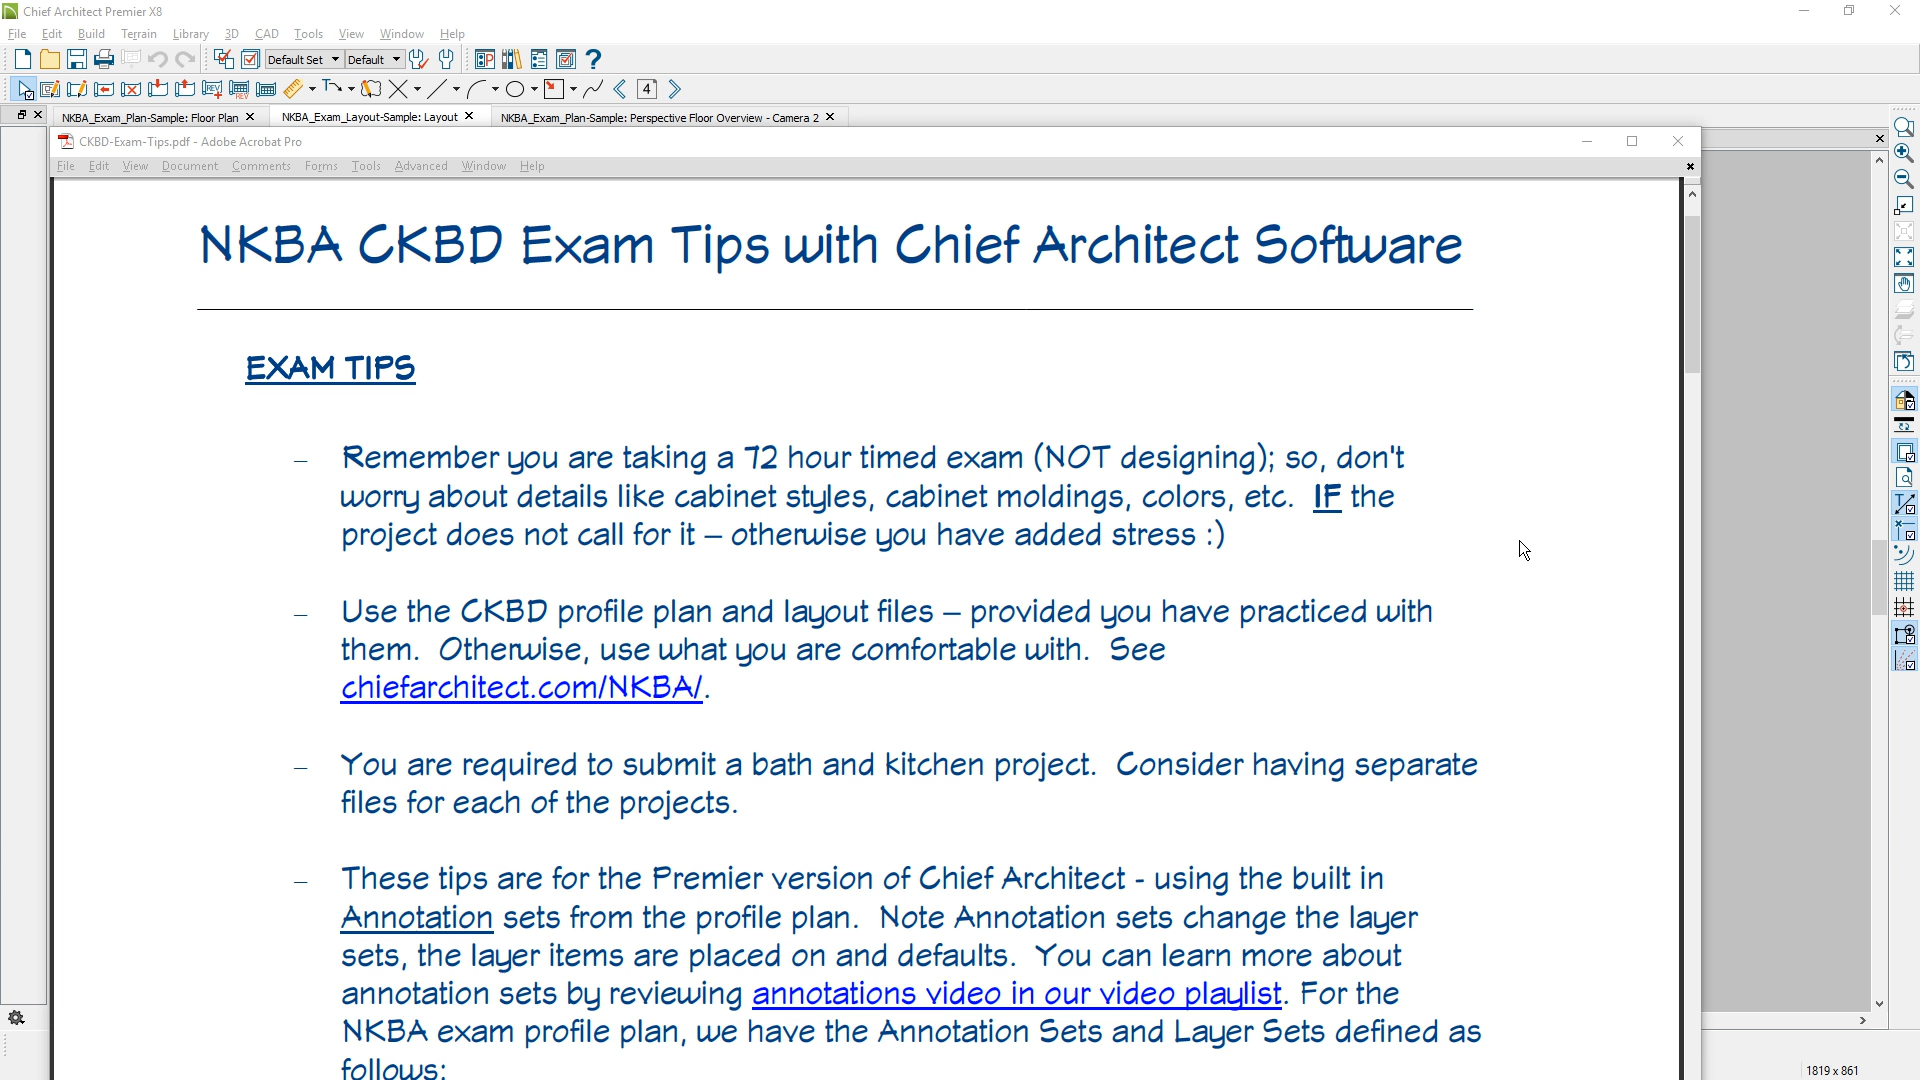 Chief Architect Premier X8
File Edit Build Terrain Library 3D CAD Tools View Window Help
Default Set Default
4
NKBA_Exam_Plan-Sample: Floor Plan NKBA_Exam_Layout-Sample: Layout NKBA_Exam_Plan-Sample: Perspective Floor Overview - Camera 2
CKBD-Exam-Tips.pdf - Adobe Acrobat Pro
File Edit View Document Comments Forms Tools Advanced Window Help
NKBA CKBD Exam Tips with Chief Architect Software
EXAM TIPS
– Remember you are taking a 72 hour timed exam (NOT designing); so, don't
worry about details like cabinet styles, cabinet moldings, colors, etc. IF the
project does not call for it – otherwise you have added stress :)
– Use the CKBD profile plan and layout files – provided you have practiced with
them. Otherwise, use what you are comfortable with. See
chiefarchitect.com/NKBA/.
– You are required to submit a bath and kitchen project. Consider having separate
files for each of the projects.
– These tips are for the Premier version of Chief Architect - using the built in
Annotation sets from the profile plan. Note Annotation sets change the layer
sets, the layer items are placed on and defaults. You can learn more about
annotation sets by reviewing annotations video in our video playlist. For the
NKBA exam profile plan, we have the Annotation Sets and Layer Sets defined as
follows:
1819 x 861